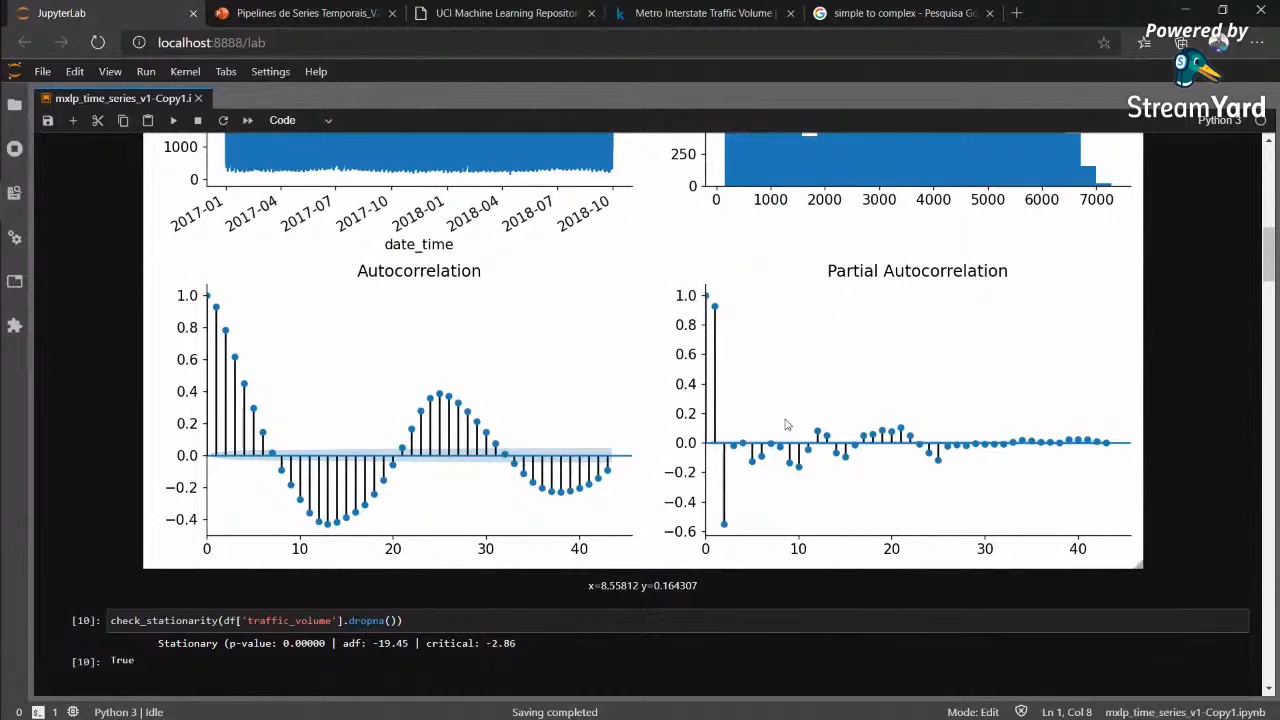 JupyterLab
Pipelines de Series Temporais_V
UCI Machine Learning Reposito
Metro Interstate Traffic Volume |
simple to complex - Pesquisa Go
localhost:8888/lab
Powered by
StreamYard
File Edit View Run Kernel Tabs Settings Help
mxlp_time_series_v1-Copy1.i
Code
Python 3
1000
0
2017-01 2017-04 2017-07 2017-10 2018-01 2018-04 2018-07 2018-10
date_time
250
0
0 1000 2000 3000 4000 5000 6000 7000
Autocorrelation
1.0
0.8
0.6
0.4
0.2
0.0
−0.2
−0.4
0 10 20 30 40
Partial Autocorrelation
1.0
0.8
0.6
0.4
0.2
0.0
−0.2
−0.4
−0.6
0 10 20 30 40
x=8.55812 y=0.164307
[10]: check_stationarity(df['traffic_volume'].dropna())
Stationary (p-value: 0.00000 | adf: -19.45 | critical: -2.86
[10]: True
0 1 Python 3 | Idle Saving completed Mode: Edit Ln 1, Col 8 mxlp_time_series_v1-Copy1.ipynb